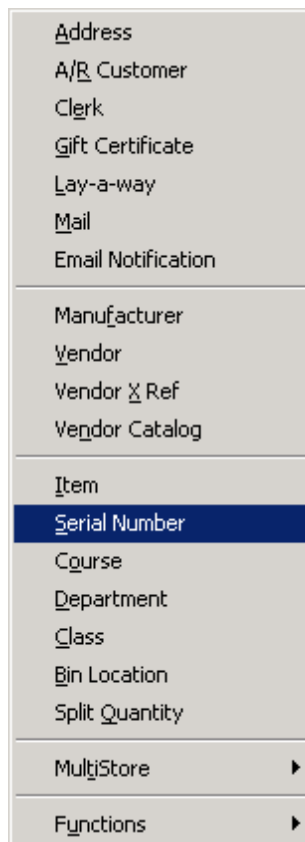 Address
A/R Customer
Clerk
Gift Certificate
Lay-a-way
Mail
Email Notification
Manufacturer
Vendor
Vendor X Ref
Vendor Catalog
Item
Serial Number
Course
Department
Class
Bin Location
Split Quantity
MultiStore
Functions